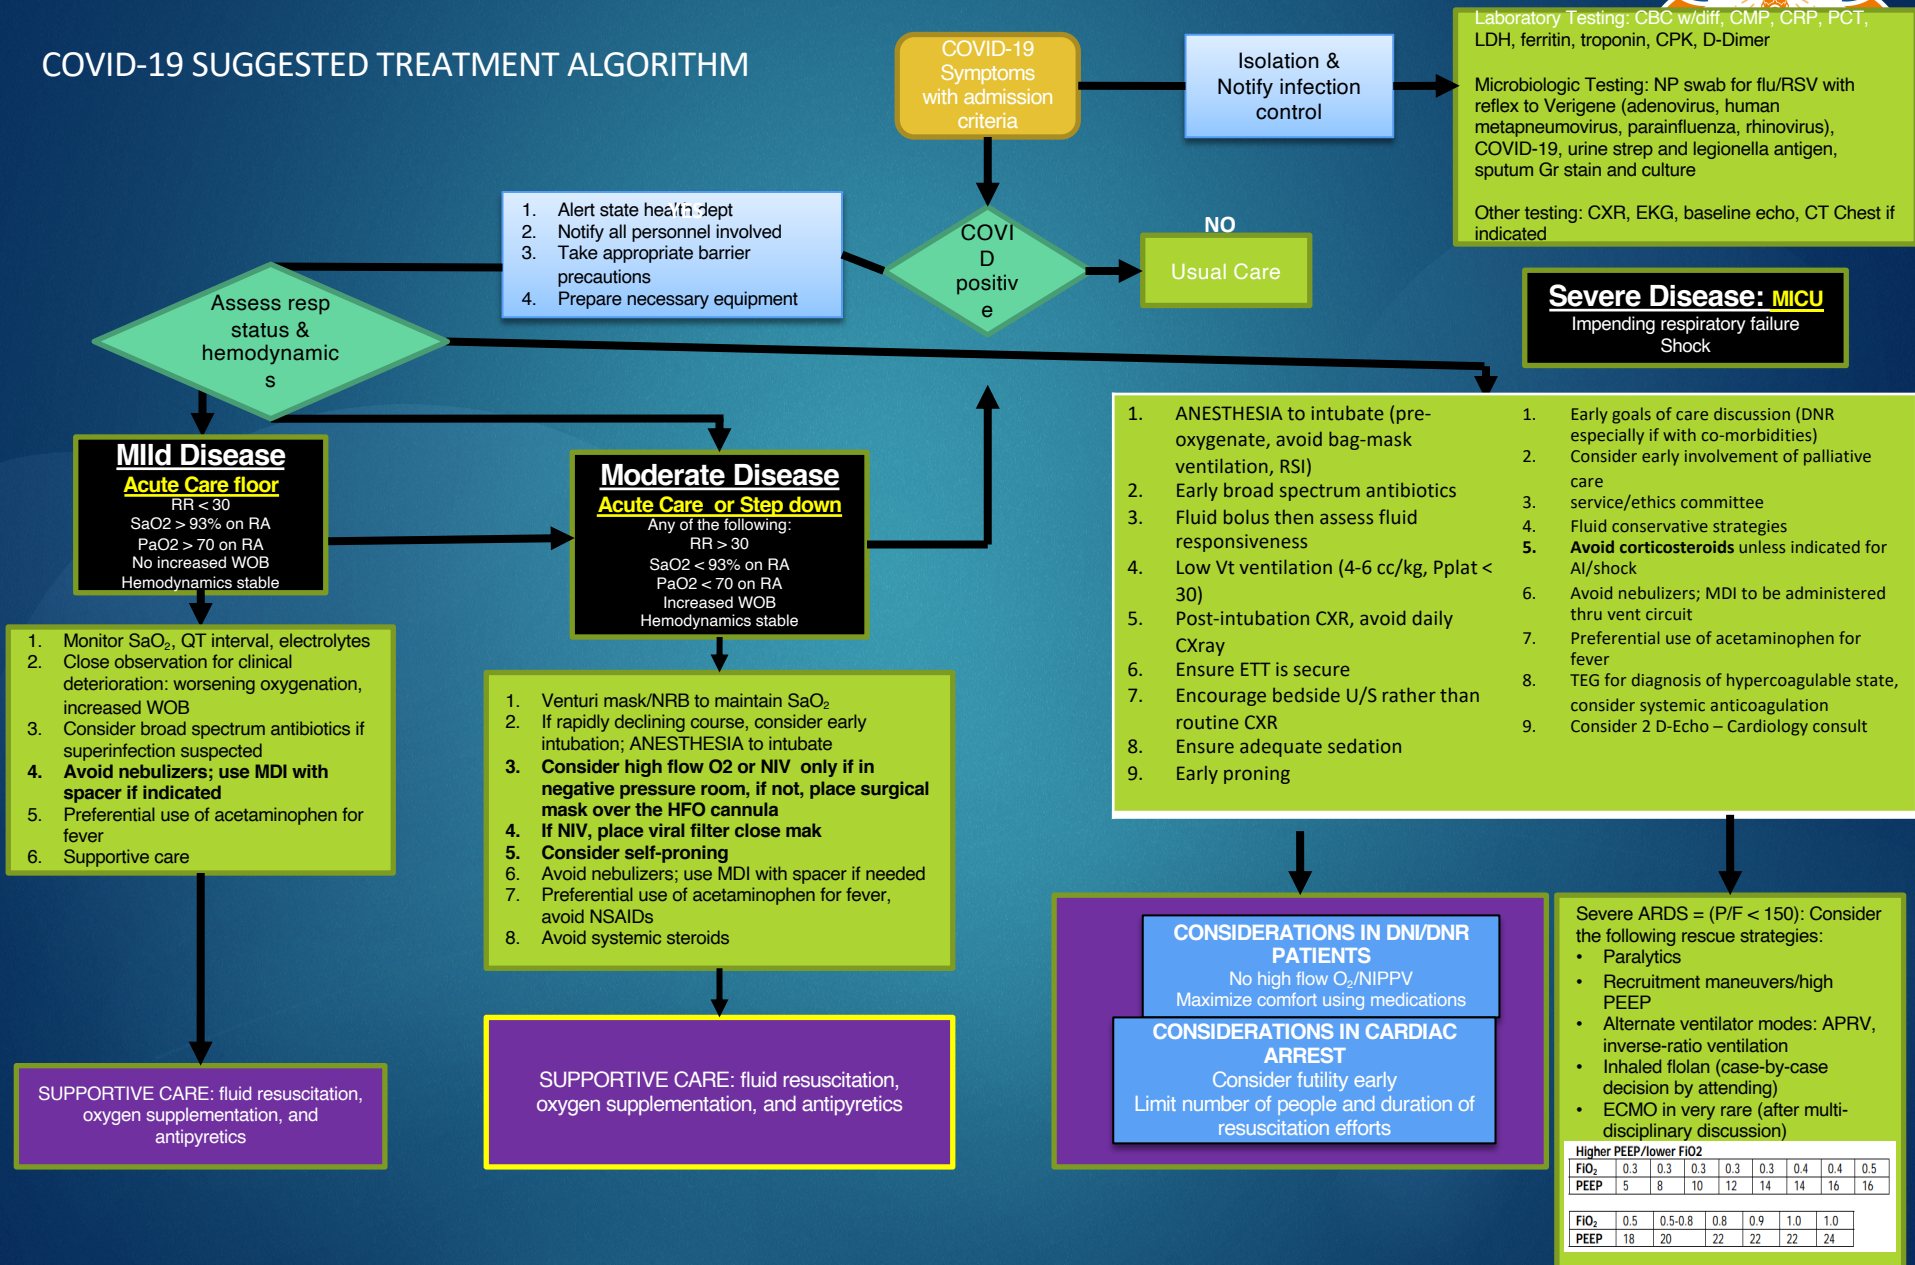 COVID-19 SUGGESTED TREATMENT ALGORITHM
COVID-19
Symptoms
with admission
criteria
Isolation &
Notify infection
control
Laboratory Testing: CBC w/diff, CMP, CRP, PCT,
LDH, ferritin, troponin, CPK, D-Dimer
Microbiologic Testing: NP swab for flu/RSV with
reflex to Verigene (adenovirus, human
metapneumovirus, parainfluenza, rhinovirus),
COVID-19, urine strep and legionella antigen,
sputum Gr stain and culture
Other testing: CXR, EKG, baseline echo, CT Chest if
indicated
COVI
D
positiv
e
NO
Usual Care
YES
1. Alert state health dept
2. Notify all personnel involved
3. Take appropriate barrier
precautions
4. Prepare necessary equipment
Assess resp
status &
hemodynamic
s
MIld Disease
Acute Care floor
RR < 30
SaO2 > 93% on RA
PaO2 > 70 on RA
No increased WOB
Hemodynamics stable
1. Monitor SaO₂, QT interval, electrolytes
2. Close observation for clinical
deterioration: worsening oxygenation,
increased WOB
3. Consider broad spectrum antibiotics if
superinfection suspected
4. Avoid nebulizers; use MDI with
spacer if indicated
5. Preferential use of acetaminophen for
fever
6. Supportive care
SUPPORTIVE CARE: fluid resuscitation,
oxygen supplementation, and
antipyretics
Moderate Disease
Acute Care or Step down
Any of the following:
RR > 30
SaO2 < 93% on RA
PaO2 < 70 on RA
Increased WOB
Hemodynamics stable
1. Venturi mask/NRB to maintain SaO₂
2. If rapidly declining course, consider early
intubation; ANESTHESIA to intubate
3. Consider high flow O2 or NIV only if in
negative pressure room, if not, place surgical
mask over the HFO cannula
4. If NIV, place viral filter close mak
5. Consider self-proning
6. Avoid nebulizers; use MDI with spacer if needed
7. Preferential use of acetaminophen for fever,
avoid NSAIDs
8. Avoid systemic steroids
SUPPORTIVE CARE: fluid resuscitation,
oxygen supplementation, and antipyretics
Severe Disease: MICU
Impending respiratory failure
Shock
1. ANESTHESIA to intubate (pre-
oxygenate, avoid bag-mask
ventilation, RSI)
2. Early broad spectrum antibiotics
3. Fluid bolus then assess fluid
responsiveness
4. Low Vt ventilation (4-6 cc/kg, Pplat <
30)
5. Post-intubation CXR, avoid daily
CXray
6. Ensure ETT is secure
7. Encourage bedside U/S rather than
routine CXR
8. Ensure adequate sedation
9. Early proning
1. Early goals of care discussion (DNR
especially if with co-morbidities)
2. Consider early involvement of palliative
care
3. service/ethics committee
4. Fluid conservative strategies
5. Avoid corticosteroids unless indicated for
AI/shock
6. Avoid nebulizers; MDI to be administered
thru vent circuit
7. Preferential use of acetaminophen for
fever
8. TEG for diagnosis of hypercoagulable state,
consider systemic anticoagulation
9. Consider 2 D-Echo – Cardiology consult
CONSIDERATIONS IN DNI/DNR
PATIENTS
No high flow O₂/NIPPV
Maximize comfort using medications
CONSIDERATIONS IN CARDIAC
ARREST
Consider futility early
Limit number of people and duration of
resuscitation efforts
Severe ARDS = (P/F < 150): Consider
the following rescue strategies:
• Paralytics
• Recruitment maneuvers/high
PEEP
• Alternate ventilator modes: APRV,
inverse-ratio ventilation
• Inhaled flolan (case-by-case
decision by attending)
• ECMO in very rare (after multi-
disciplinary discussion)
Higher PEEP/lower FiO2
FiO₂ 0.3 0.3 0.3 0.3 0.3 0.4 0.4 0.5
PEEP 5 8 10 12 14 14 16 16
FiO₂ 0.5 0.5-0.8 0.8 0.9 1.0 1.0
PEEP 18 20 22 22 22 24